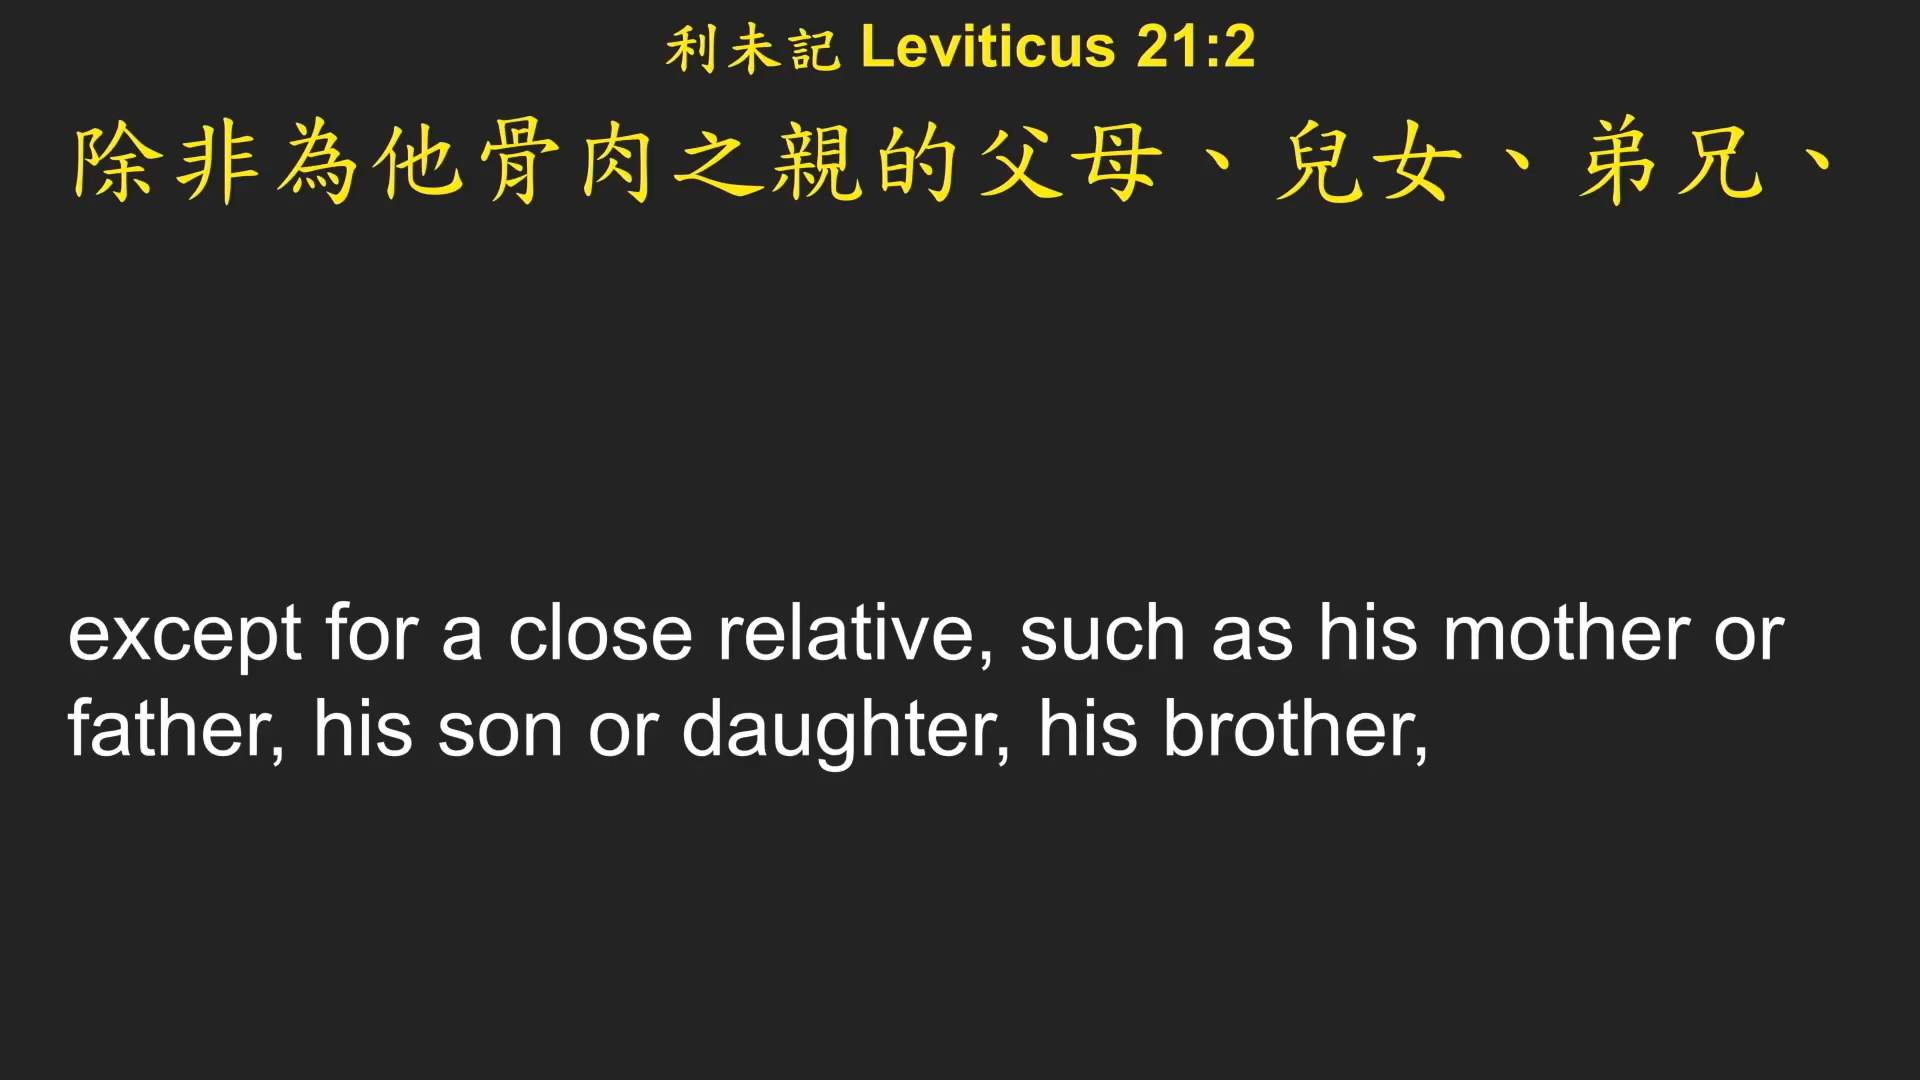 利未記 Leviticus 21:2
除非為他骨肉之親的父母、兒女、弟兄、
except for a close relative, such as his mother or
father, his son or daughter, his brother,